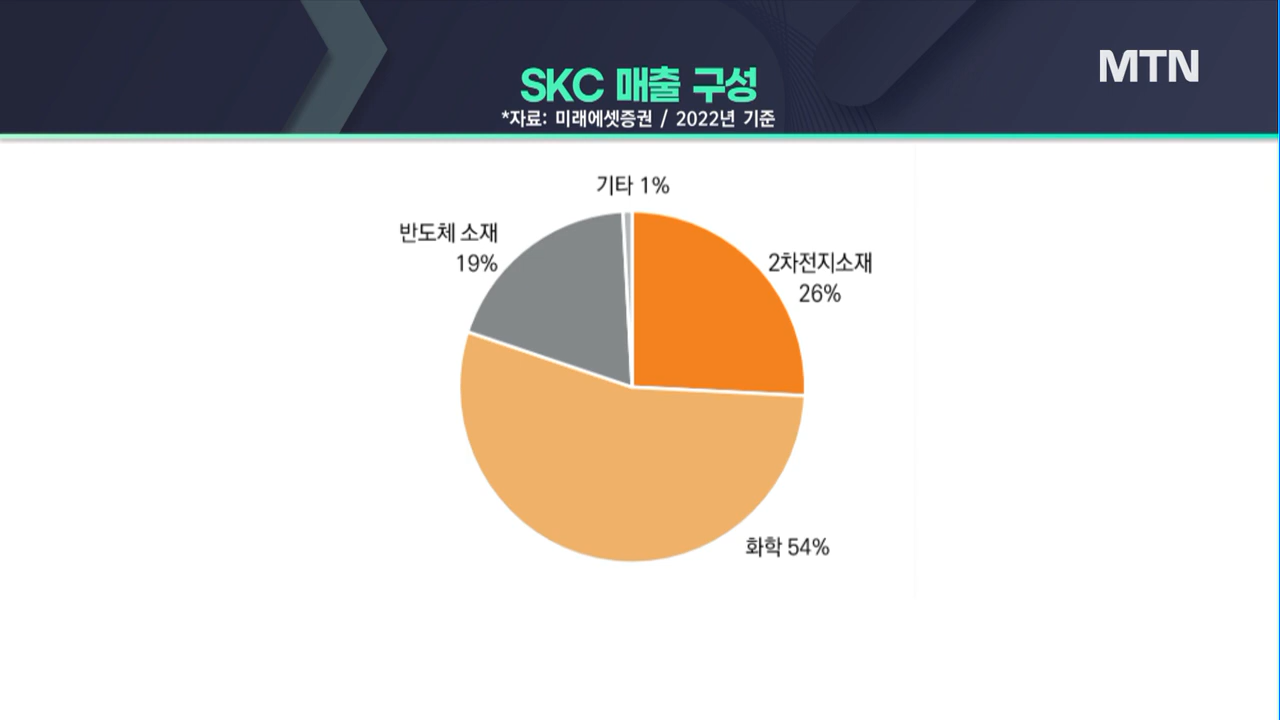 MTN
SKC 매출 구성
*자료: 미래에셋증권 / 2022년 기준
기타 1%
반도체 소재
19%
2차전지소재
26%
화학 54%